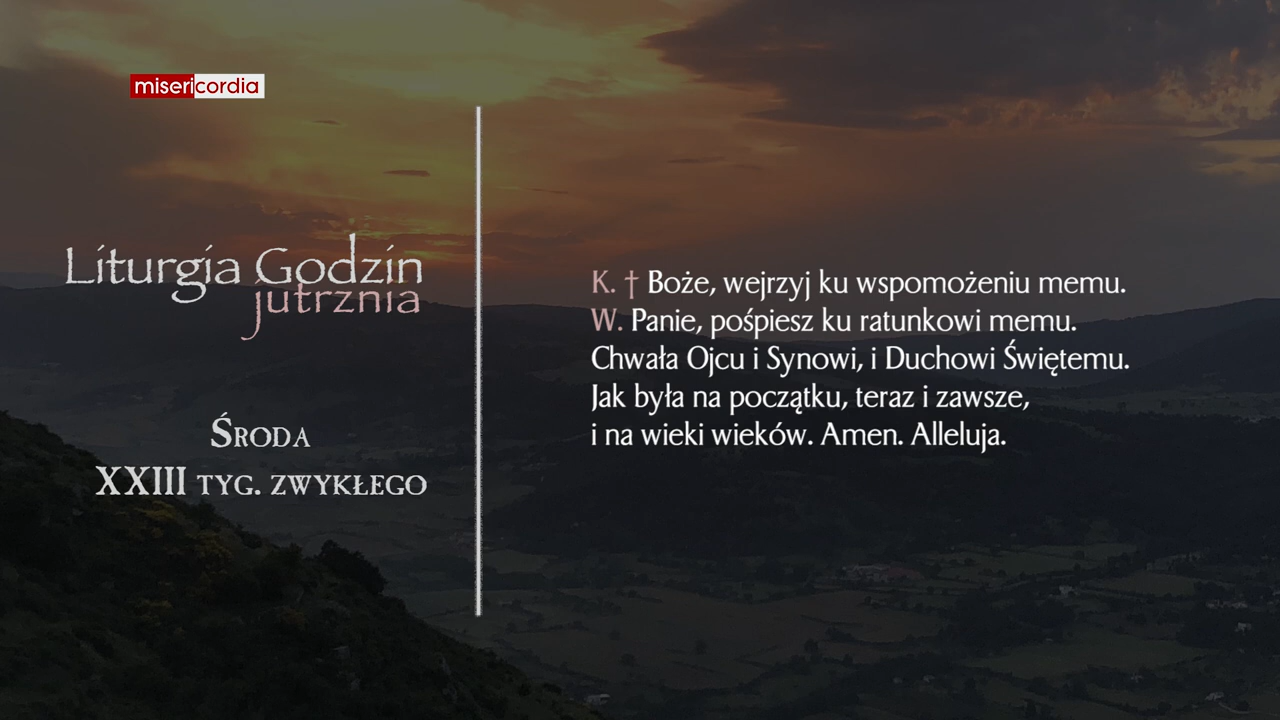 misericordia
Liturgia Godzin
jutrznia
Środa
XXIII tyg. zwykłego
K. † Boże, wejrzyj ku wspomożeniu memu.
W. Panie, pośpiesz ku ratunkowi memu.
Chwała Ojcu i Synowi, i Duchowi Świętemu.
Jak była na początku, teraz i zawsze,
i na wieki wieków. Amen. Alleluja.